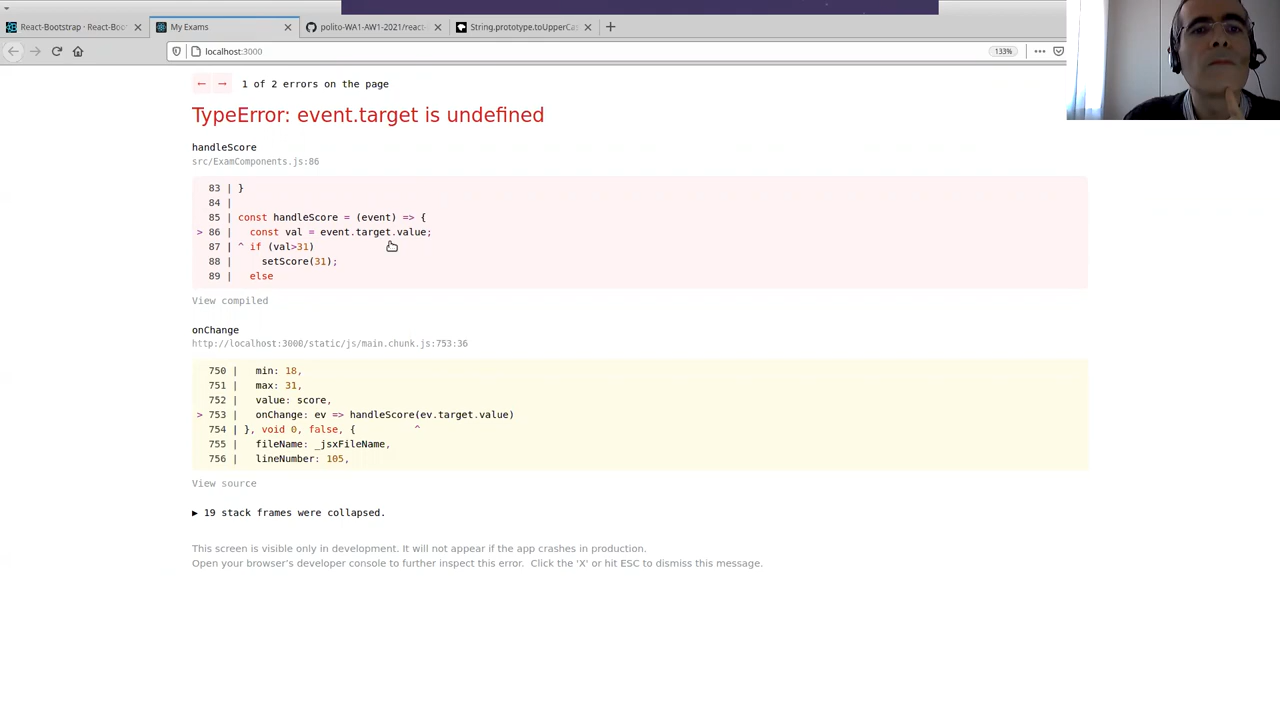 React-Bootstrap · React-Boo
My Exams
polito-WA1-AW1-2021/react-
String.prototype.toUpperCa
localhost:3000
133%
← → 1 of 2 errors on the page
TypeError: event.target is undefined
handleScore
src/ExamComponents.js:86
83 | }
84 |
85 | const handleScore = (event) => {
> 86 | const val = event.target.value;
87 | ^ if (val>31)
88 | setScore(31);
89 | else
View compiled
onChange
http://localhost:3000/static/js/main.chunk.js:753:36
750 | min: 18,
751 | max: 31,
752 | value: score,
> 753 | onChange: ev => handleScore(ev.target.value)
754 | }, void 0, false, { ^
755 | fileName: _jsxFileName,
756 | lineNumber: 105,
View source
▶ 19 stack frames were collapsed.
This screen is visible only in development. It will not appear if the app crashes in production.
Open your browser's developer console to further inspect this error. Click the 'X' or hit ESC to dismiss this message.